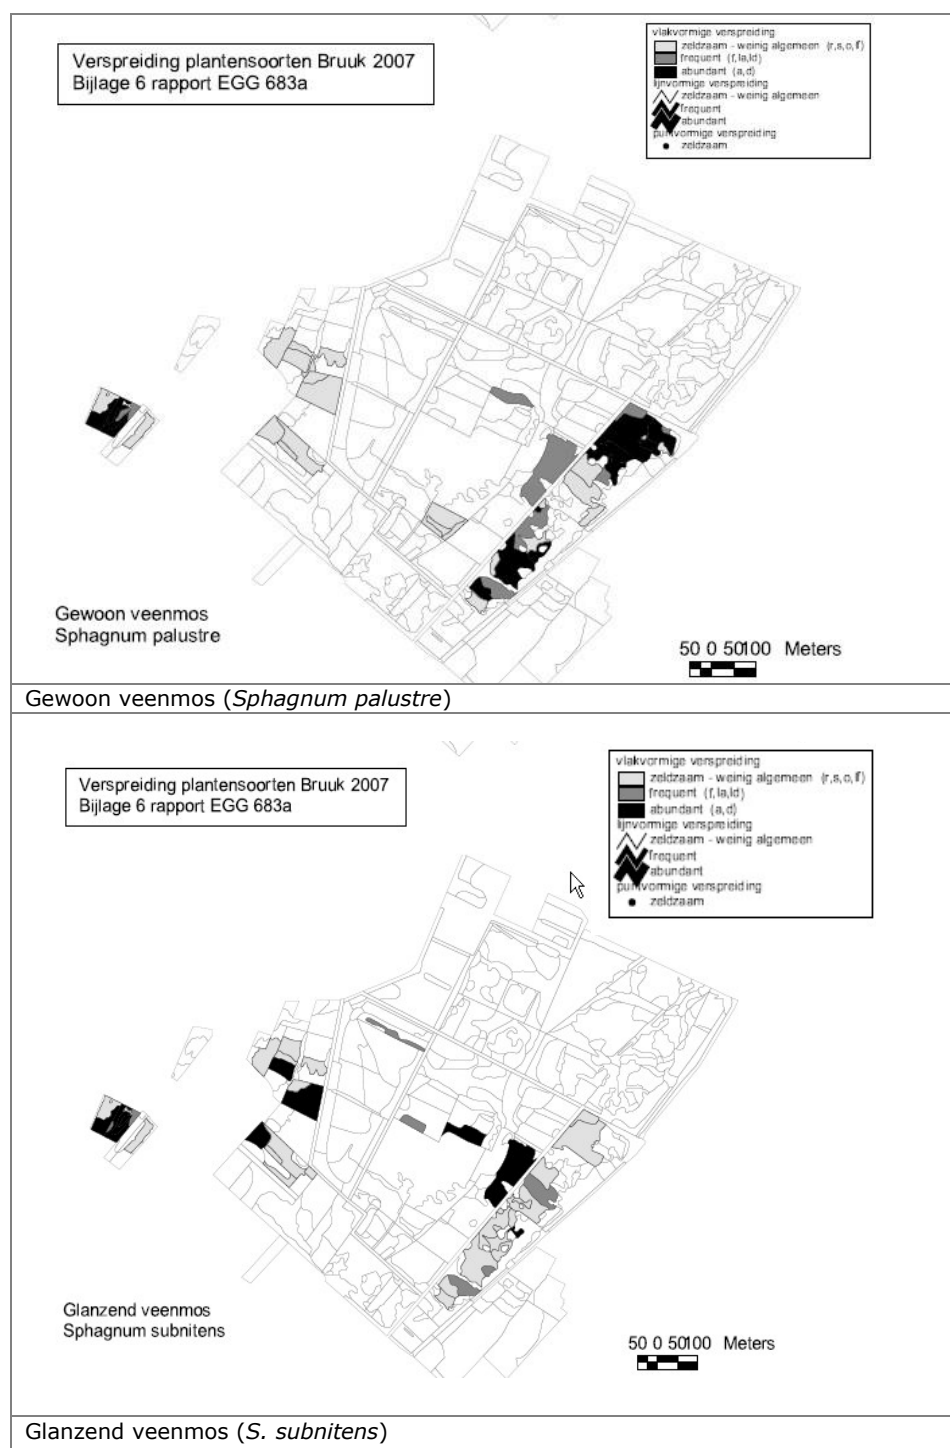 Verspreiding plantensoorten Bruuk 2007
Bijlage 6 rapport EGG 683a
vlakvormige verspreiding
zeldzaam - weinig algemeen (r,s,o,lf)
frequent (f,la,ld)
abundant (a,d)
lijnvormige verspreiding
zeldzaam - weinig algemeen
frequent
abundant
puntvormige verspreiding
zeldzaam
Gewoon veenmos
Sphagnum palustre
50 0 50100 Meters
Gewoon veenmos (Sphagnum palustre)
Verspreiding plantensoorten Bruuk 2007
Bijlage 6 rapport EGG 683a
vlakvormige verspreiding
zeldzaam - weinig algemeen (r,s,o,lf)
frequent (f,la,ld)
abundant (a,d)
lijnvormige verspreiding
zeldzaam - weinig algemeen
frequent
abundant
puntvormige verspreiding
zeldzaam
Glanzend veenmos
Sphagnum subnitens
50 0 50100 Meters
Glanzend veenmos (S. subnitens)